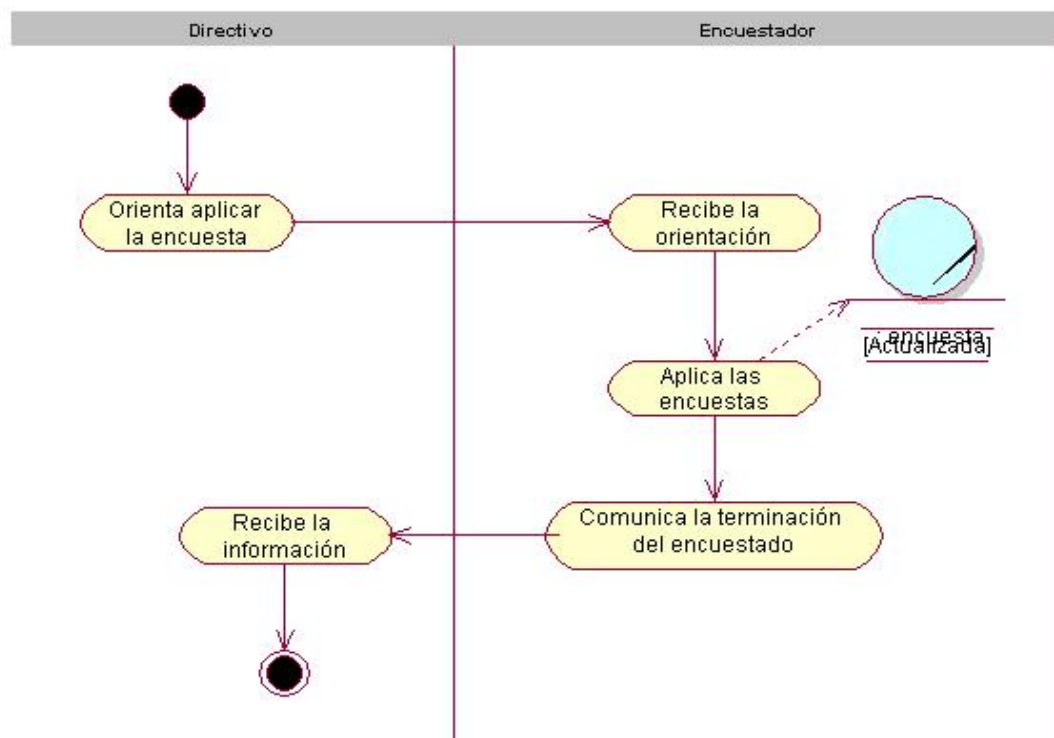 Directivo
Encuestador
Orienta aplicar
la encuesta
Recibe la
orientación
: encuesta
[Actualizada]
Aplica las
encuestas
Comunica la terminación
del encuestado
Recibe la
información